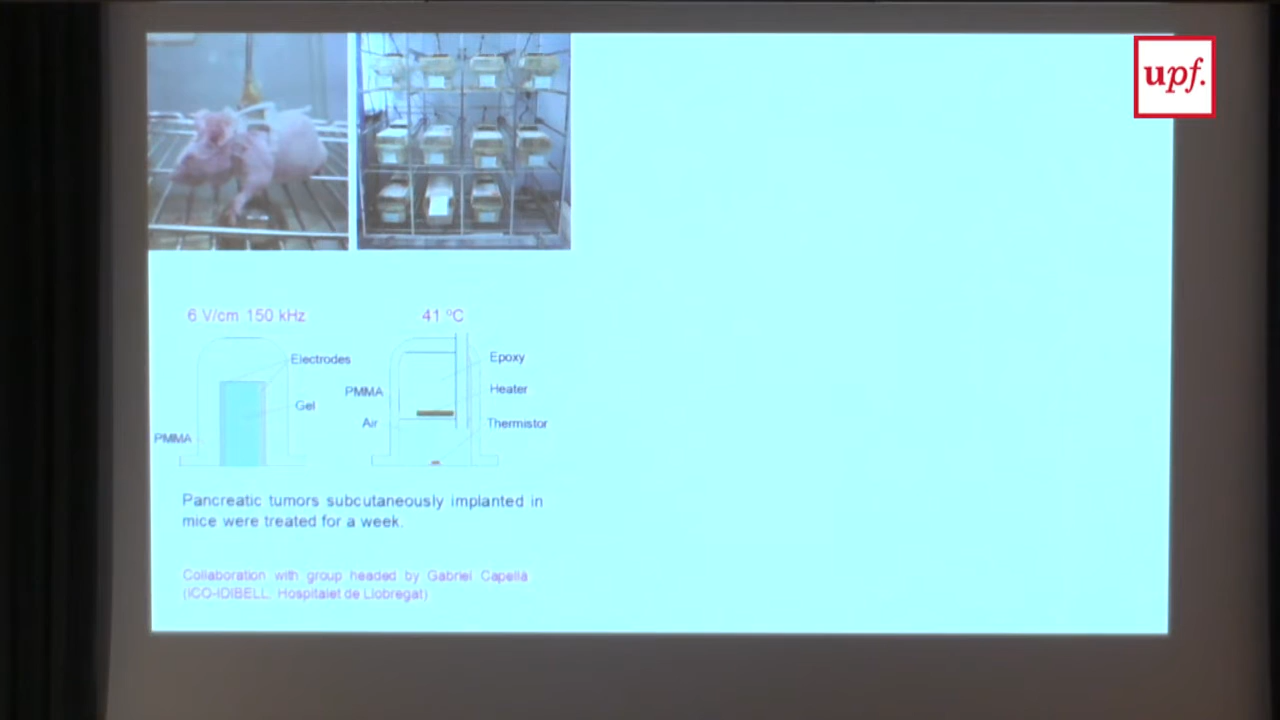 upf.
6 V/cm 150 kHz
41 ºC
Electrodes
Gel
PMMA
Epoxy
PMMA
Heater
Air
Thermistor
Pancreatic tumors subcutaneously implanted in
mice were treated for a week.
Collaboration with group headed by Gabriel Capellà
(ICO-IDIBELL, Hospitalet de Llobregat)